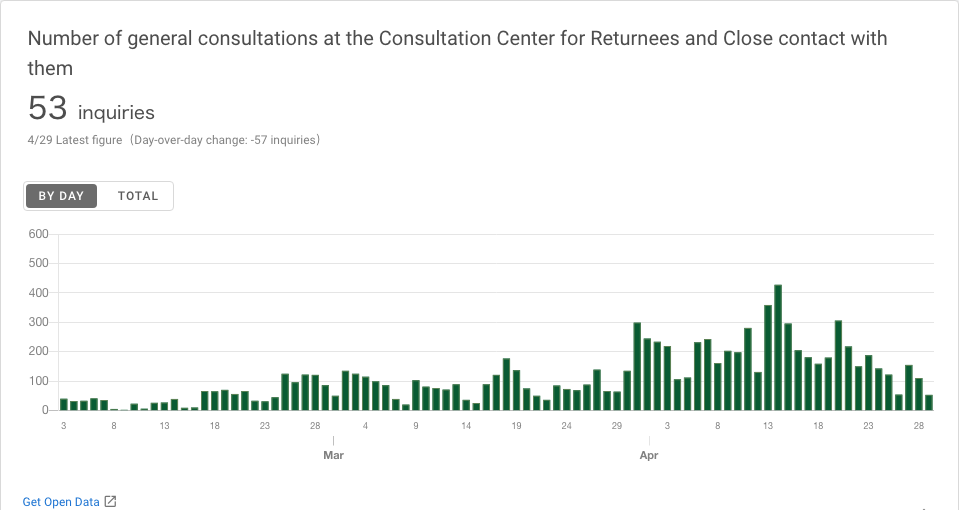 Number of general consultations at the Consultation Center for Returnees and Close contact with
them
53 inquiries
4/29 Latest figure（Day-over-day change: -57 inquiries）
BY DAY TOTAL
600
500
400
300
200
100
0
3 8 13 18 23 28 4 9 14 19 24 29 3 8 13 18 23 28
Mar Apr
Get Open Data